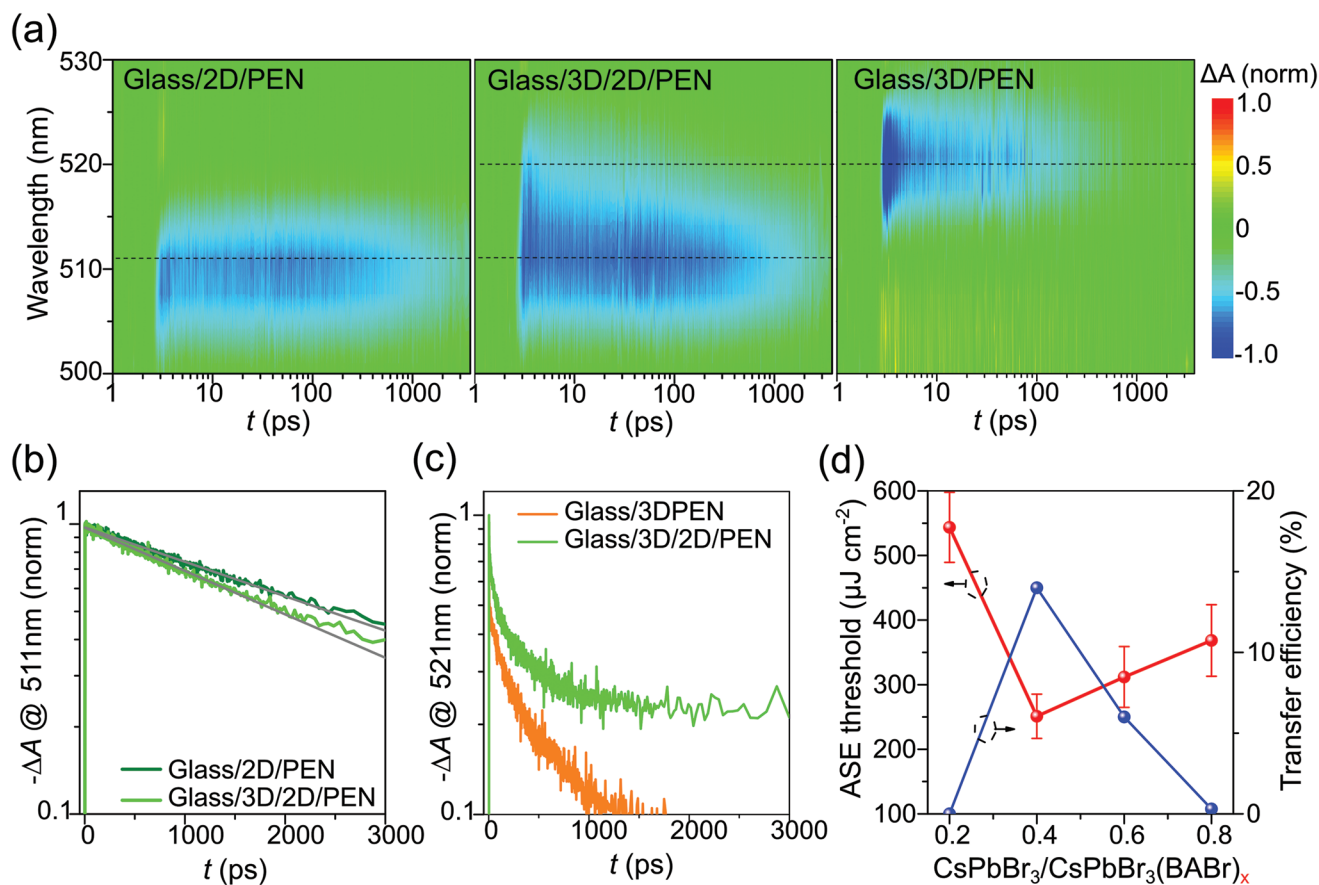 (a)
Glass/2D/PEN
Glass/3D/2D/PEN
Glass/3D/PEN
ΔA (norm)
1.0
0.5
0
-0.5
-1.0
530
520
510
500
Wavelength (nm)
1 10 100 1000
1 10 100 1000
1 10 100 1000
t (ps)
t (ps)
t (ps)
(b)
1
0.1
-ΔA @ 511nm (norm)
Glass/2D/PEN
Glass/3D/2D/PEN
0 1000 2000 3000
t (ps)
(c)
1
0.1
-ΔA @ 521nm (norm)
Glass/3DPEN
Glass/3D/2D/PEN
0 1000 2000 3000
t (ps)
(d)
600
550
500
450
400
350
300
250
200
100
ASE threshold (µJ cm⁻²)
20
10
0
Transfer efficiency (%)
0.2 0.4 0.6 0.8
CsPbBr₃/CsPbBr₃(BABr)ₓ